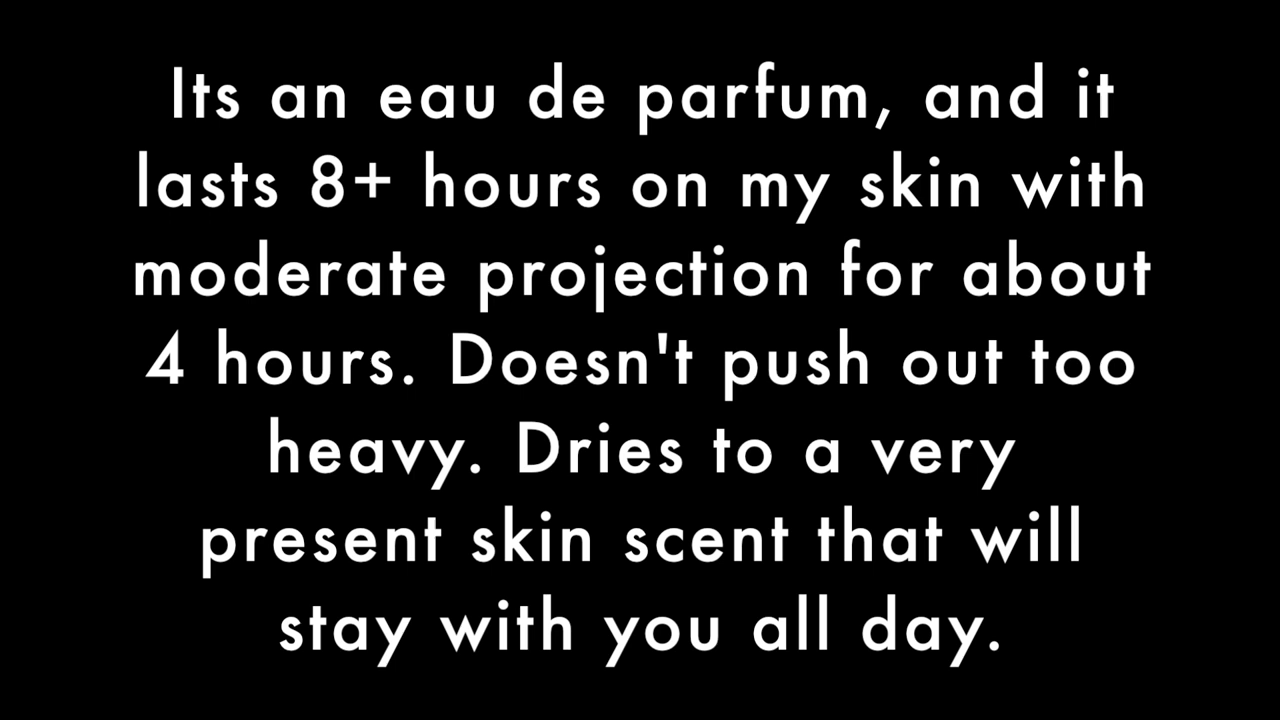 Its an eau de parfum, and it
lasts 8+ hours on my skin with
moderate projection for about
4 hours. Doesn't push out too
heavy. Dries to a very
present skin scent that will
stay with you all day.